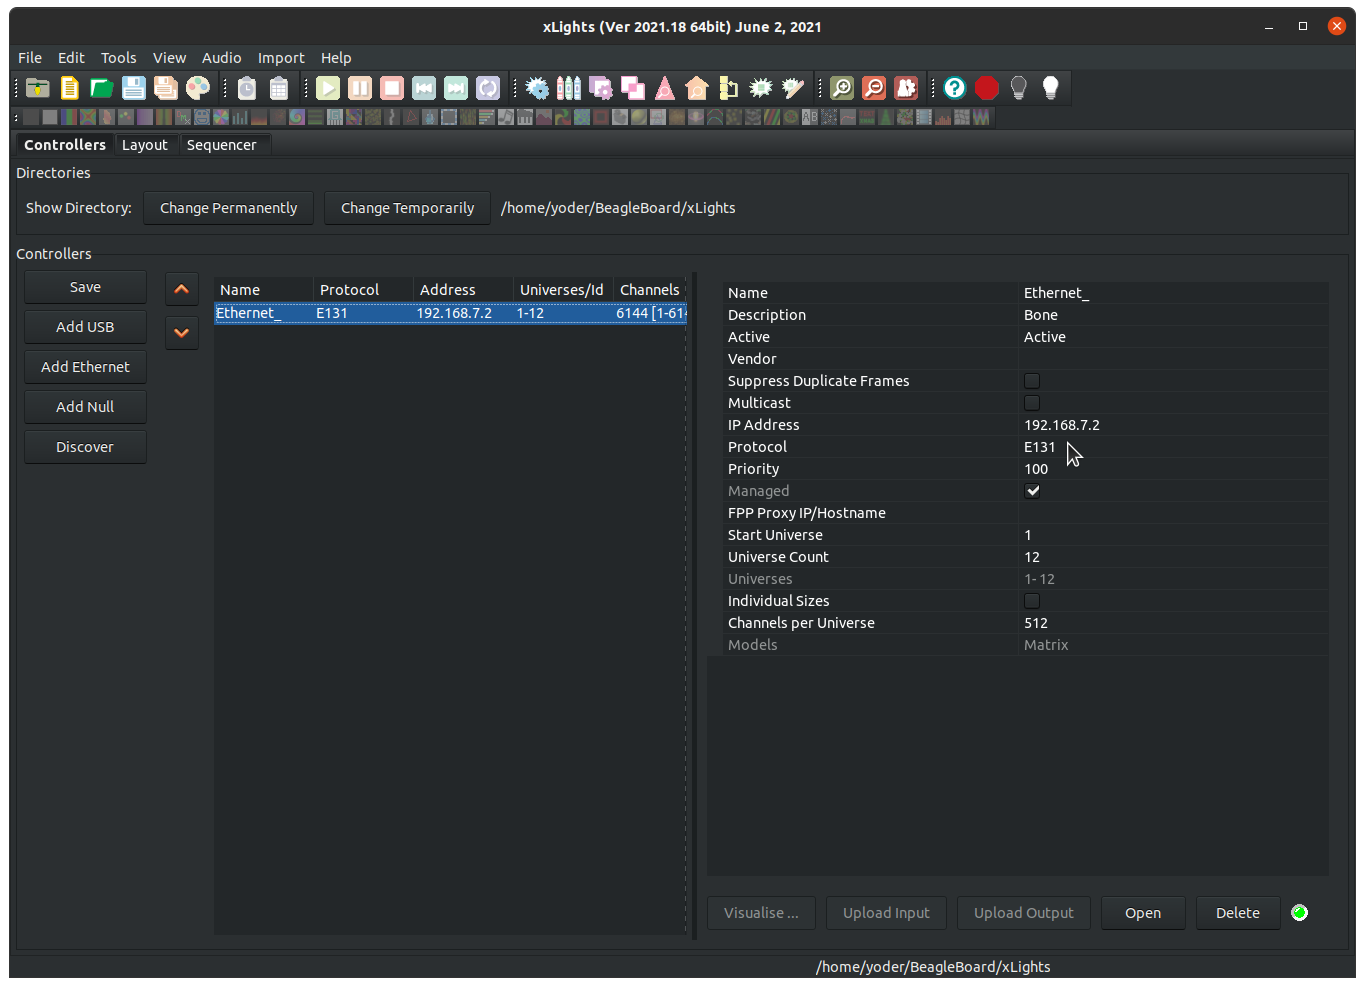 xLights (Ver 2021.18 64bit) June 2, 2021
File Edit Tools View Audio Import Help
Controllers Layout Sequencer
Directories
Show Directory: Change Permanently Change Temporarily /home/yoder/BeagleBoard/xLights
Controllers
Save
Add USB
Add Ethernet
Add Null
Discover
Name Protocol Address Universes/Id Channels
Ethernet_ E131 192.168.7.2 1-12 6144 [1-614
Name Ethernet_
Description Bone
Active Active
Vendor
Suppress Duplicate Frames
Multicast
IP Address 192.168.7.2
Protocol E131
Priority 100
Managed
FPP Proxy IP/Hostname
Start Universe 1
Universe Count 12
Universes 1- 12
Individual Sizes
Channels per Universe 512
Models Matrix
Visualise ... Upload Input Upload Output Open Delete
/home/yoder/BeagleBoard/xLights